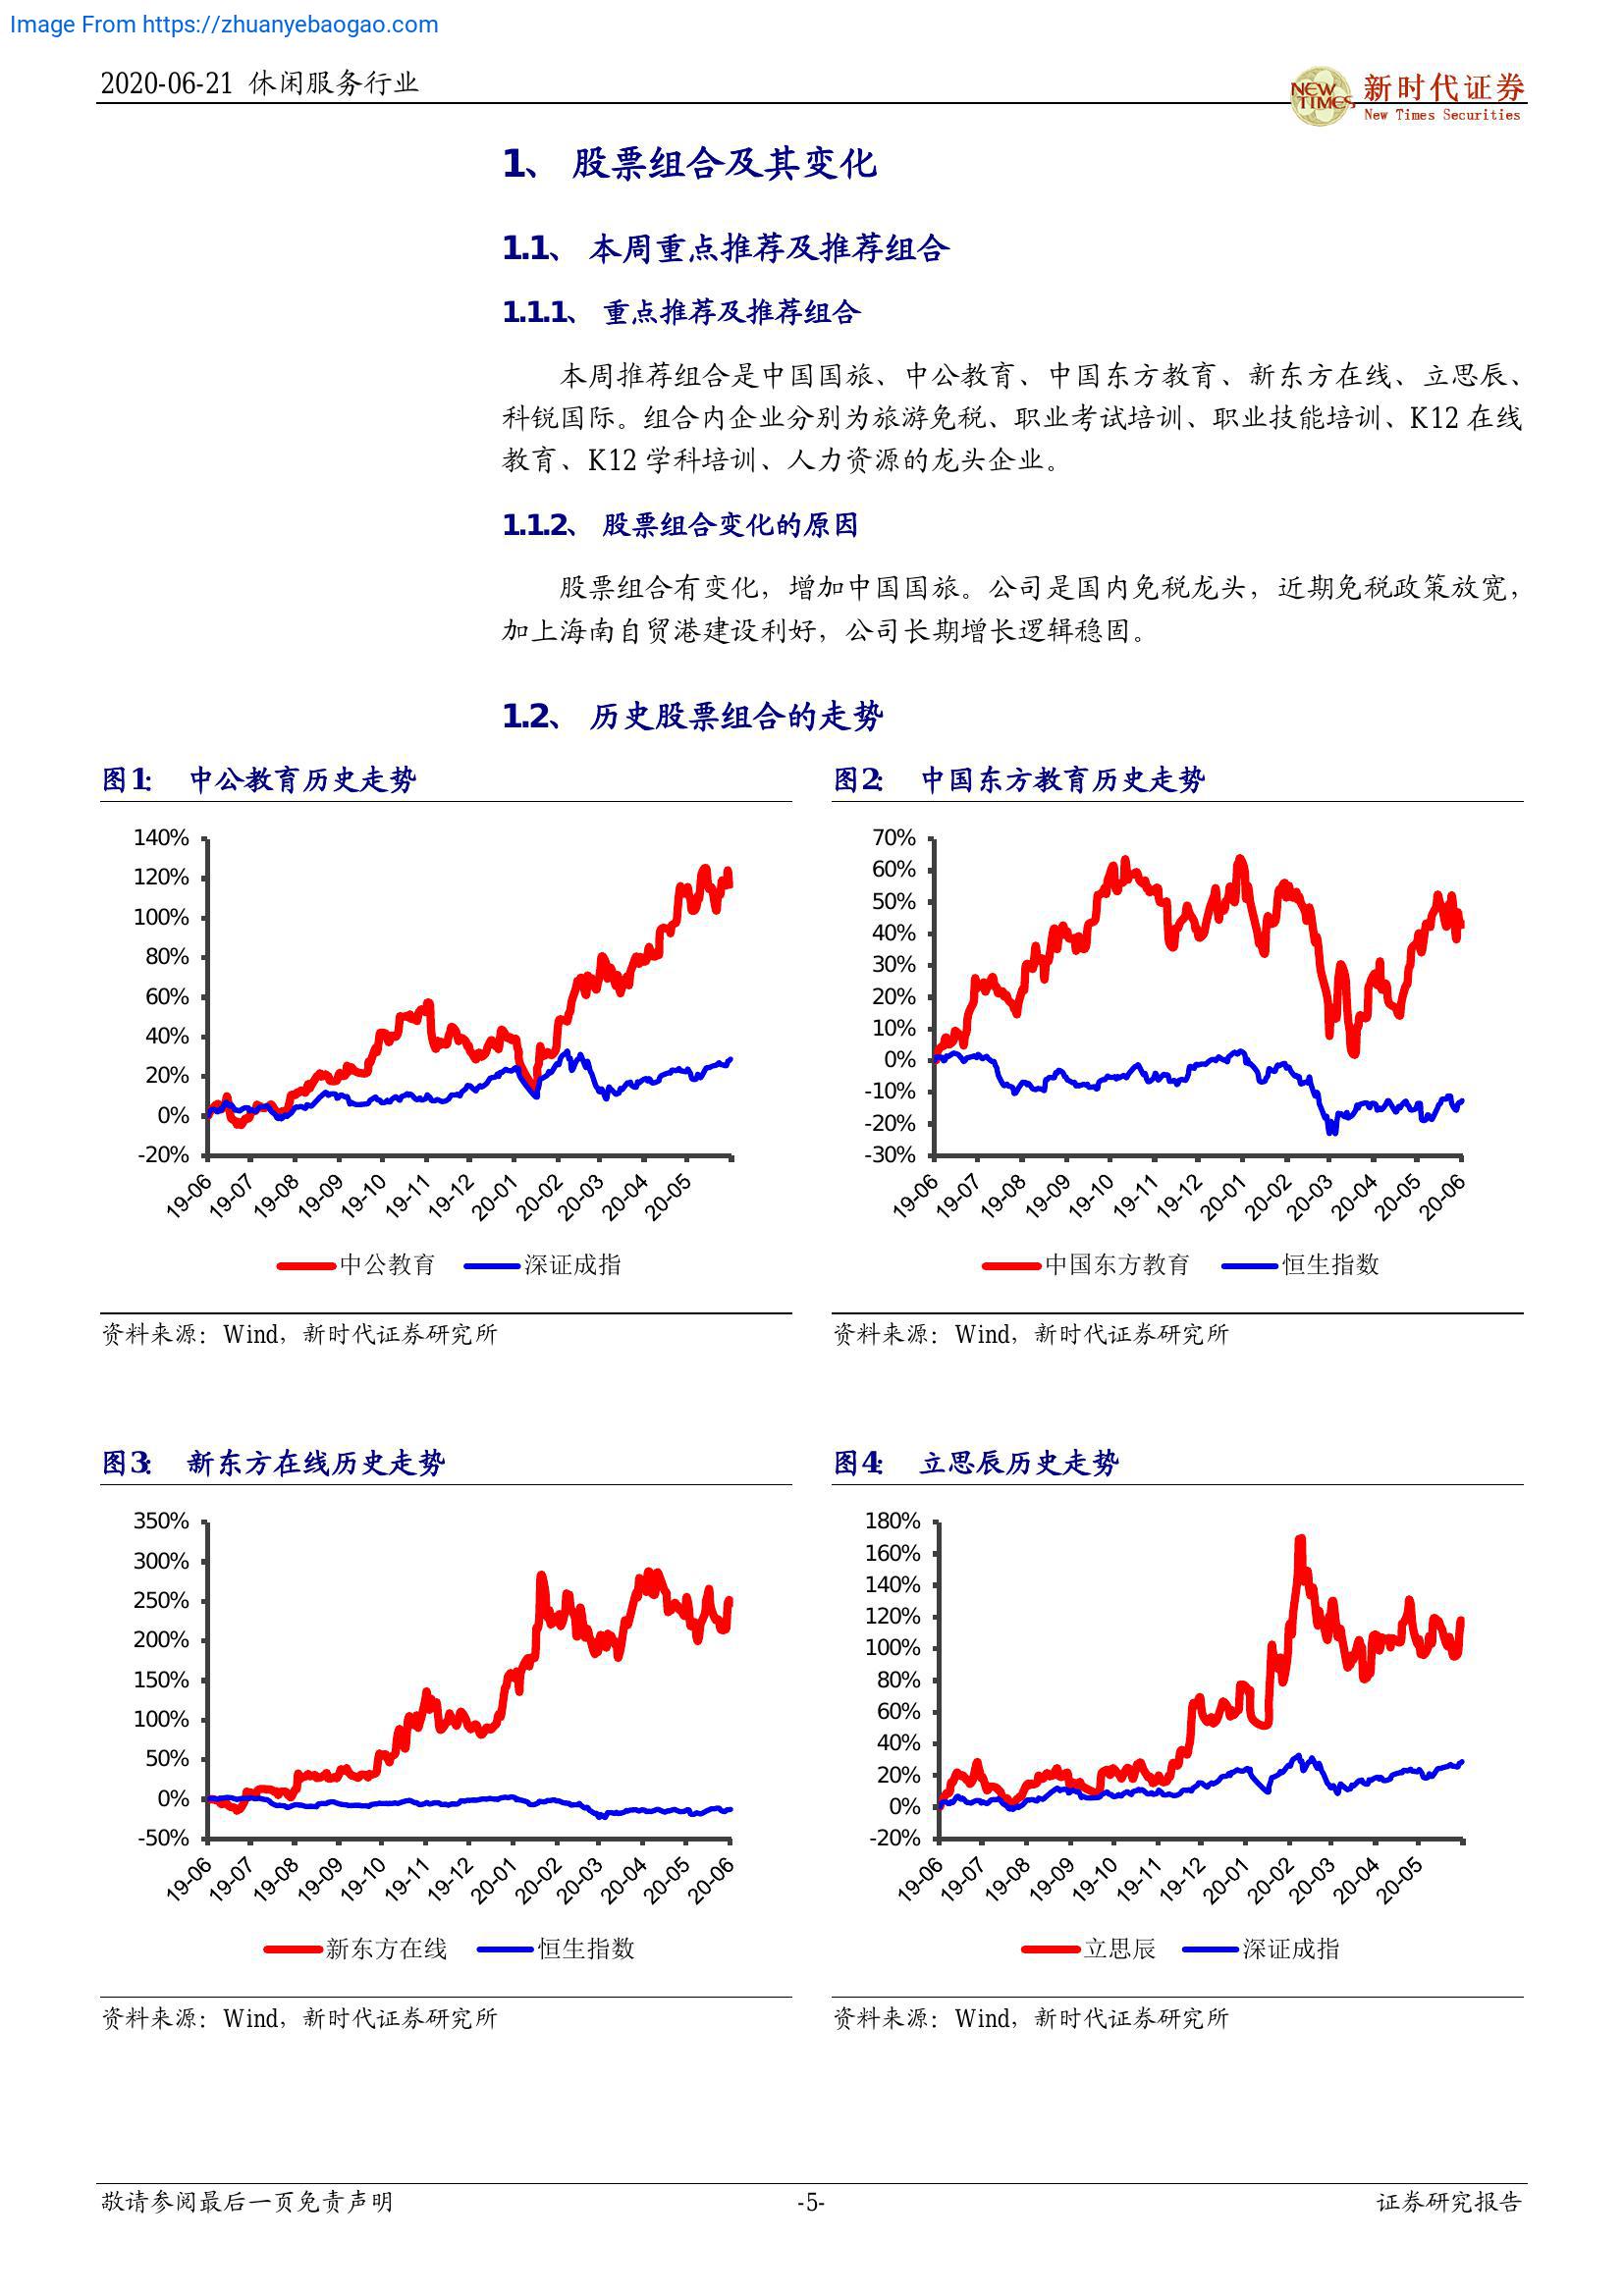 Image From https://zhuanyebaogao.com
2020-06-21 休闲服务行业
NEW TIMES 新时代证券
New Times Securities
1、 股票组合及其变化
1.1、 本周重点推荐及推荐组合
1.1.1、 重点推荐及推荐组合
本周推荐组合是中国国旅、中公教育、中国东方教育、新东方在线、立思辰、
科锐国际。组合内企业分别为旅游免税、职业考试培训、职业技能培训、K12 在线
教育、K12 学科培训、人力资源的龙头企业。
1.1.2、 股票组合变化的原因
股票组合有变化，增加中国国旅。公司是国内免税龙头，近期免税政策放宽，
加上海南自贸港建设利好，公司长期增长逻辑稳固。
1.2、 历史股票组合的走势
图1： 中公教育历史走势
140%
120%
100%
80%
60%
40%
20%
0%
-20%
19-06 19-07 19-08 19-09 19-10 19-11 19-12 20-01 20-02 20-03 20-04 20-05
中公教育 深证成指
资料来源：Wind，新时代证券研究所
图2： 中国东方教育历史走势
70%
60%
50%
40%
30%
20%
10%
0%
-10%
-20%
-30%
19-06 19-07 19-08 19-09 19-10 19-11 19-12 20-01 20-02 20-03 20-04 20-05 20-06
中国东方教育 恒生指数
资料来源：Wind，新时代证券研究所
图3： 新东方在线历史走势
350%
300%
250%
200%
150%
100%
50%
0%
-50%
19-06 19-07 19-08 19-09 19-10 19-11 19-12 20-01 20-02 20-03 20-04 20-05 20-06
新东方在线 恒生指数
资料来源：Wind，新时代证券研究所
图4： 立思辰历史走势
180%
160%
140%
120%
100%
80%
60%
40%
20%
0%
-20%
19-06 19-07 19-08 19-09 19-10 19-11 19-12 20-01 20-02 20-03 20-04 20-05
立思辰 深证成指
资料来源：Wind，新时代证券研究所
敬请参阅最后一页免责声明 -5- 证券研究报告